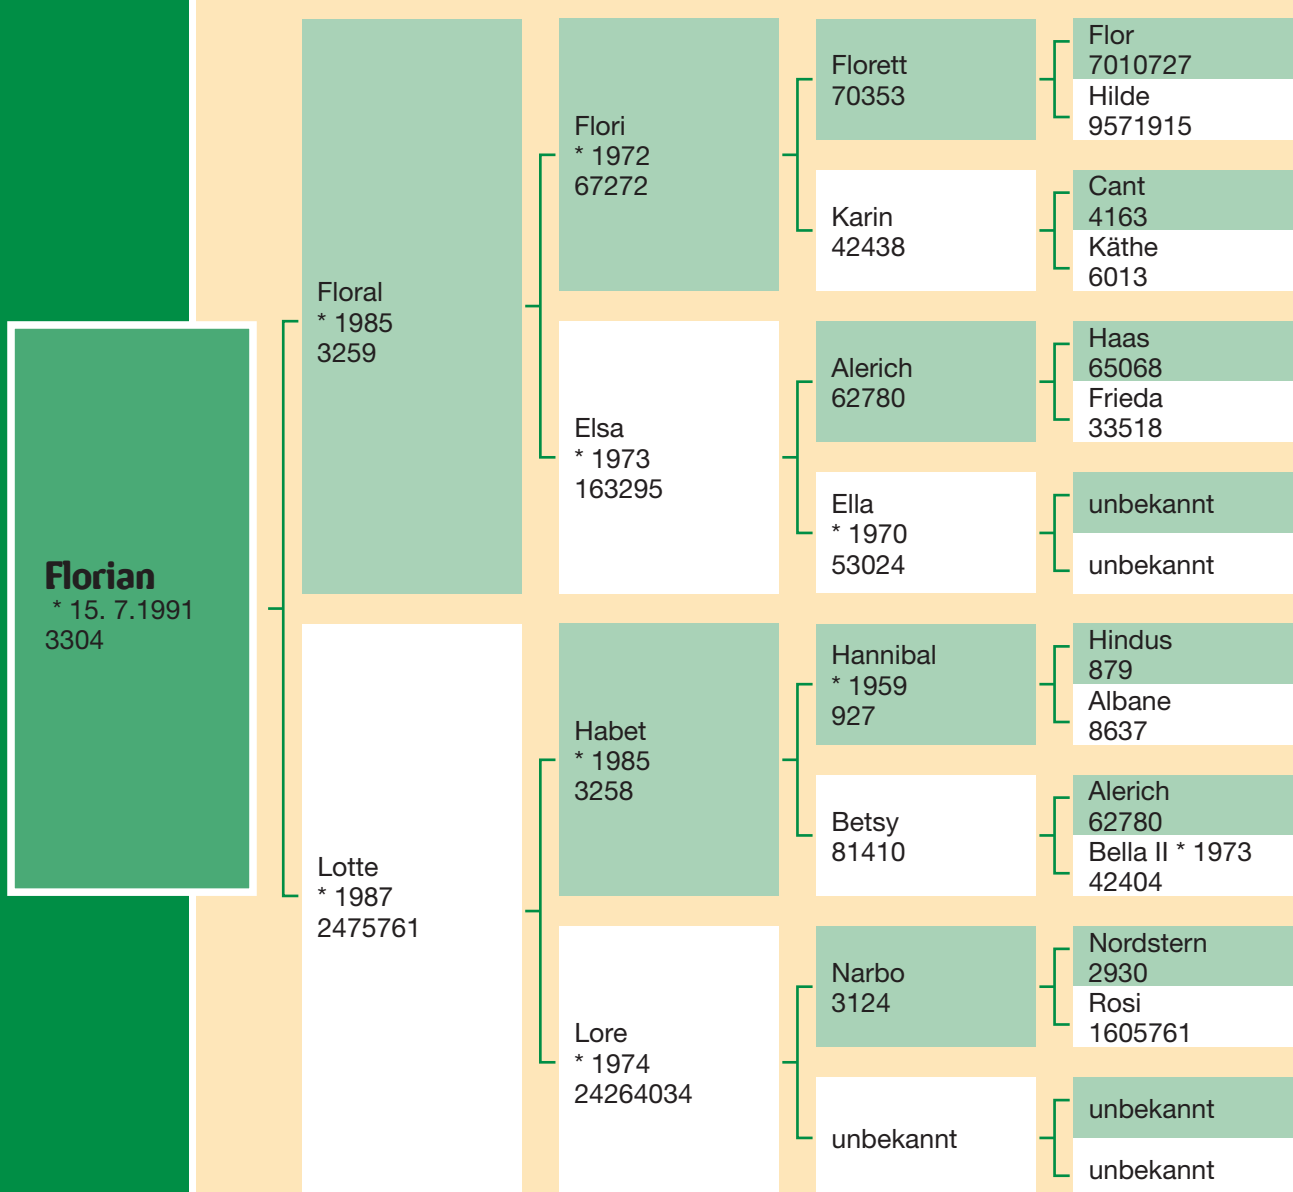 Florian
* 15. 7.1991
3304
Floral
* 1985
3259
Lotte
* 1987
2475761
Flori
* 1972
67272
Elsa
* 1973
163295
Habet
* 1985
3258
Lore
* 1974
24264034
Florett
70353
Karin
42438
Alerich
62780
Ella
* 1970
53024
Hannibal
* 1959
927
Betsy
81410
Narbo
3124
unbekannt
Flor
7010727
Hilde
9571915
Cant
4163
Käthe
6013
Haas
65068
Frieda
33518
unbekannt
unbekannt
Hindus
879
Albane
8637
Alerich
62780
Bella II * 1973
42404
Nordstern
2930
Rosi
1605761
unbekannt
unbekannt